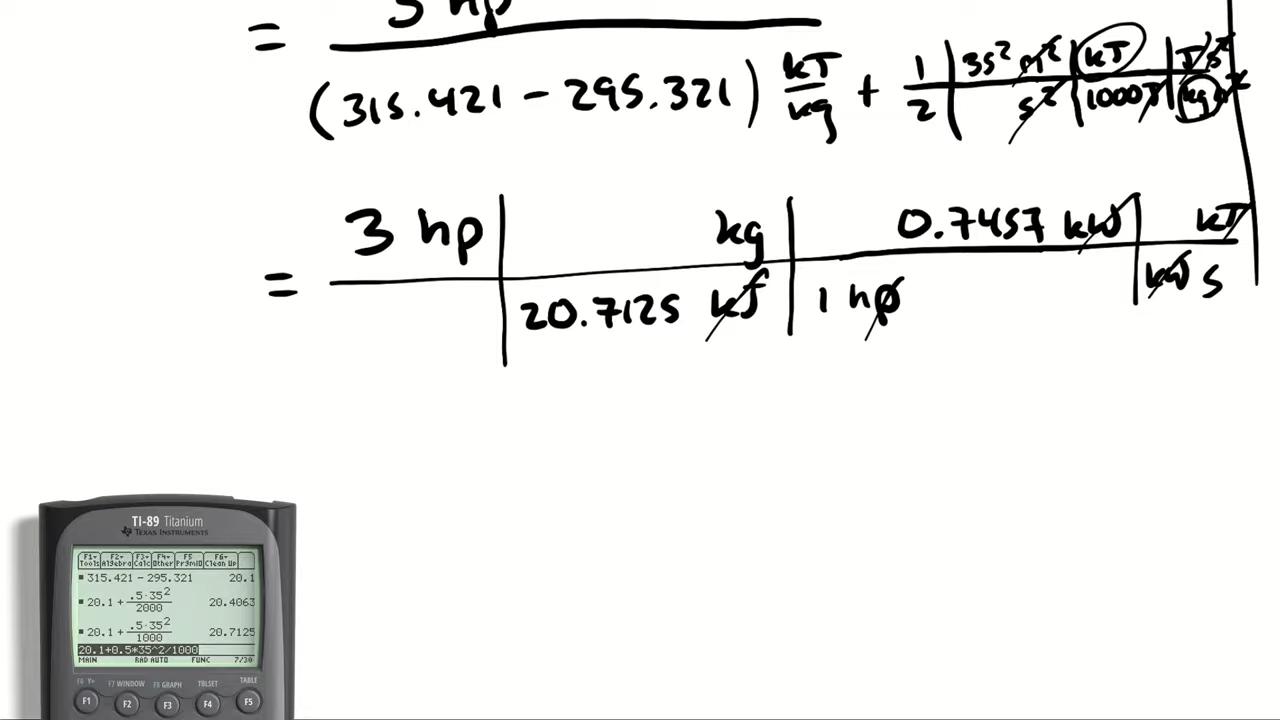 3 hp
= (315.421 - 295.321) kJ/kg + 1/2 | 35² m²/s² | kJ/1000J | J s²/kg m²
= 3 hp | kg/20.7125 kJ | 0.7457 kW/1 hp | kJ/kW s
TI-89 Titanium
TEXAS INSTRUMENTS
F1 F2 F3 F4 F5 F6
Tools Algebra Calc Other PrgmIO Clean Up
315.421 - 295.321 20.1
20.1 + .5·35²/2000 20.4063
20.1 + .5·35²/1000 20.7125
20.1+0.5*35^2/1000
MAIN RAD AUTO FUNC 7/30
F6 Y= F7 WINDOW F8 GRAPH TBLSET TABLE
F1 F2 F3 F4 F5